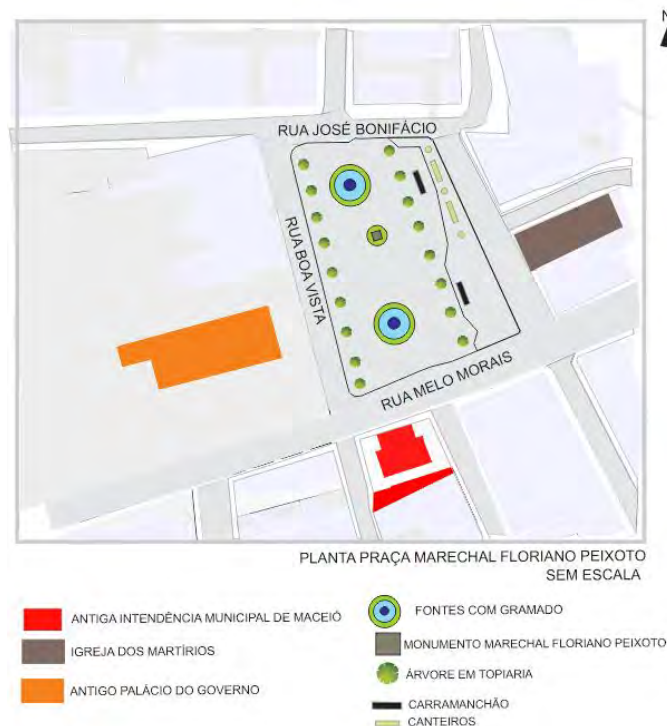 N
RUA JOSÉ BONIFÁCIO
RUA BOA VISTA
RUA MELO MORAIS
PLANTA PRAÇA MARECHAL FLORIANO PEIXOTO
SEM ESCALA
ANTIGA INTENDÊNCIA MUNICIPAL DE MACEIÓ
IGREJA DOS MARTÍRIOS
ANTIGO PALÁCIO DO GOVERNO
FONTES COM GRAMADO
MONUMENTO MARECHAL FLORIANO PEIXOTO
ÁRVORE EM TOPIARIA
CARRAMANCHÃO
CANTEIROS